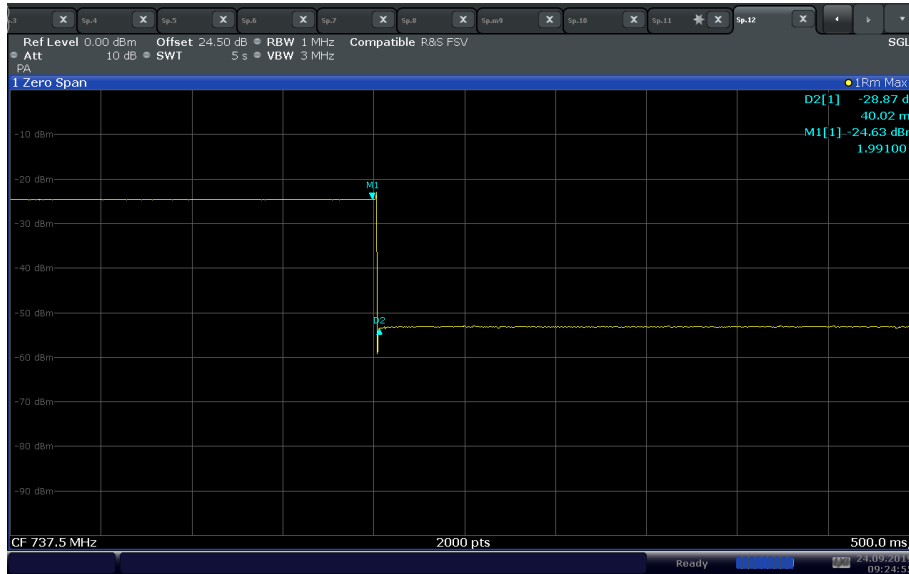 .3 X Sp.4 X Sp.5 X Sp.6 X Sp.7 X Sp.8 X Sp.m9 X Sp.10 X Sp.11 X Sp.12 X
Ref Level 0.00 dBm Offset 24.50 dB RBW 1 MHz Compatible R&S FSV SGL
Att 10 dB SWT 5 s VBW 3 MHz
PA
1 Zero Span 1Rm Max
D2[1] -28.87 d
40.02 m
-10 dBm
M1[1] -24.63 dBr
1.99100
-20 dBm
M1
-30 dBm
-40 dBm
-50 dBm
D2
-60 dBm
-70 dBm
-80 dBm
-90 dBm
CF 737.5 MHz 2000 pts 500.0 ms
Ready 24.09.201
09:24:5